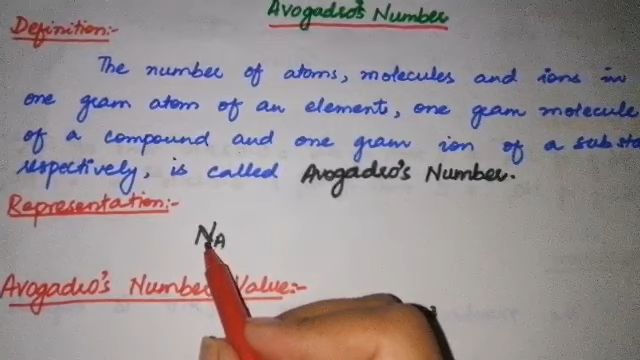 Avogadro's Number
Definition:-
The number of atoms, molecules and ions in
one gram atom of an element, one gram molecule
of a compound and one gram ion of a substa
respectively, is called Avogadro's Number.
Representation:-
NA
Avogadro's Number Value:-